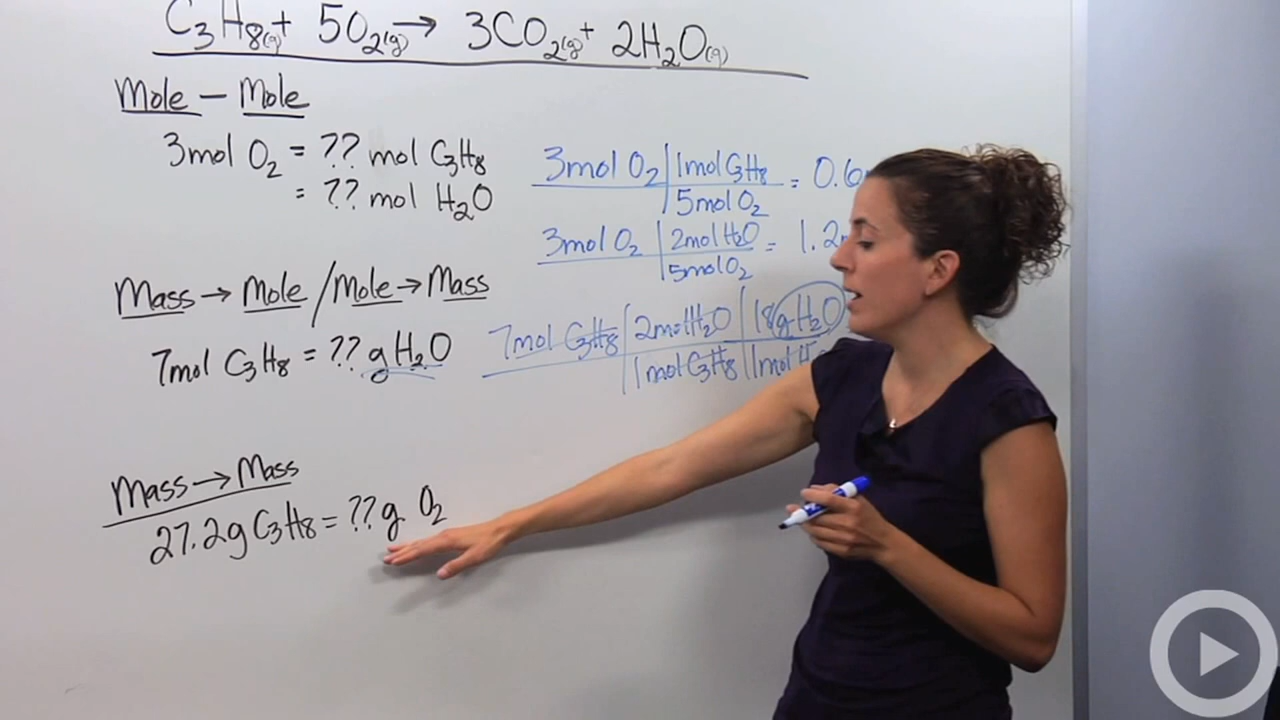 C3H8(g) + 5O2(g) → 3CO2(g) + 2H2O(g)
Mole – Mole
3mol O2 = ?? mol C3H8
= ?? mol H2O
3mol O2 | 1mol C3H8 = 0.6
5mol O2
3mol O2 | 2mol H2O = 1.2
5mol O2
Mass → Mole / Mole → Mass
7mol C3H8 = ?? g H2O
7mol C3H8 | 2mol H2O | 18g H2O
1mol C3H8 | 1mol
Mass → Mass
27.2g C3H8 = ?? g O2